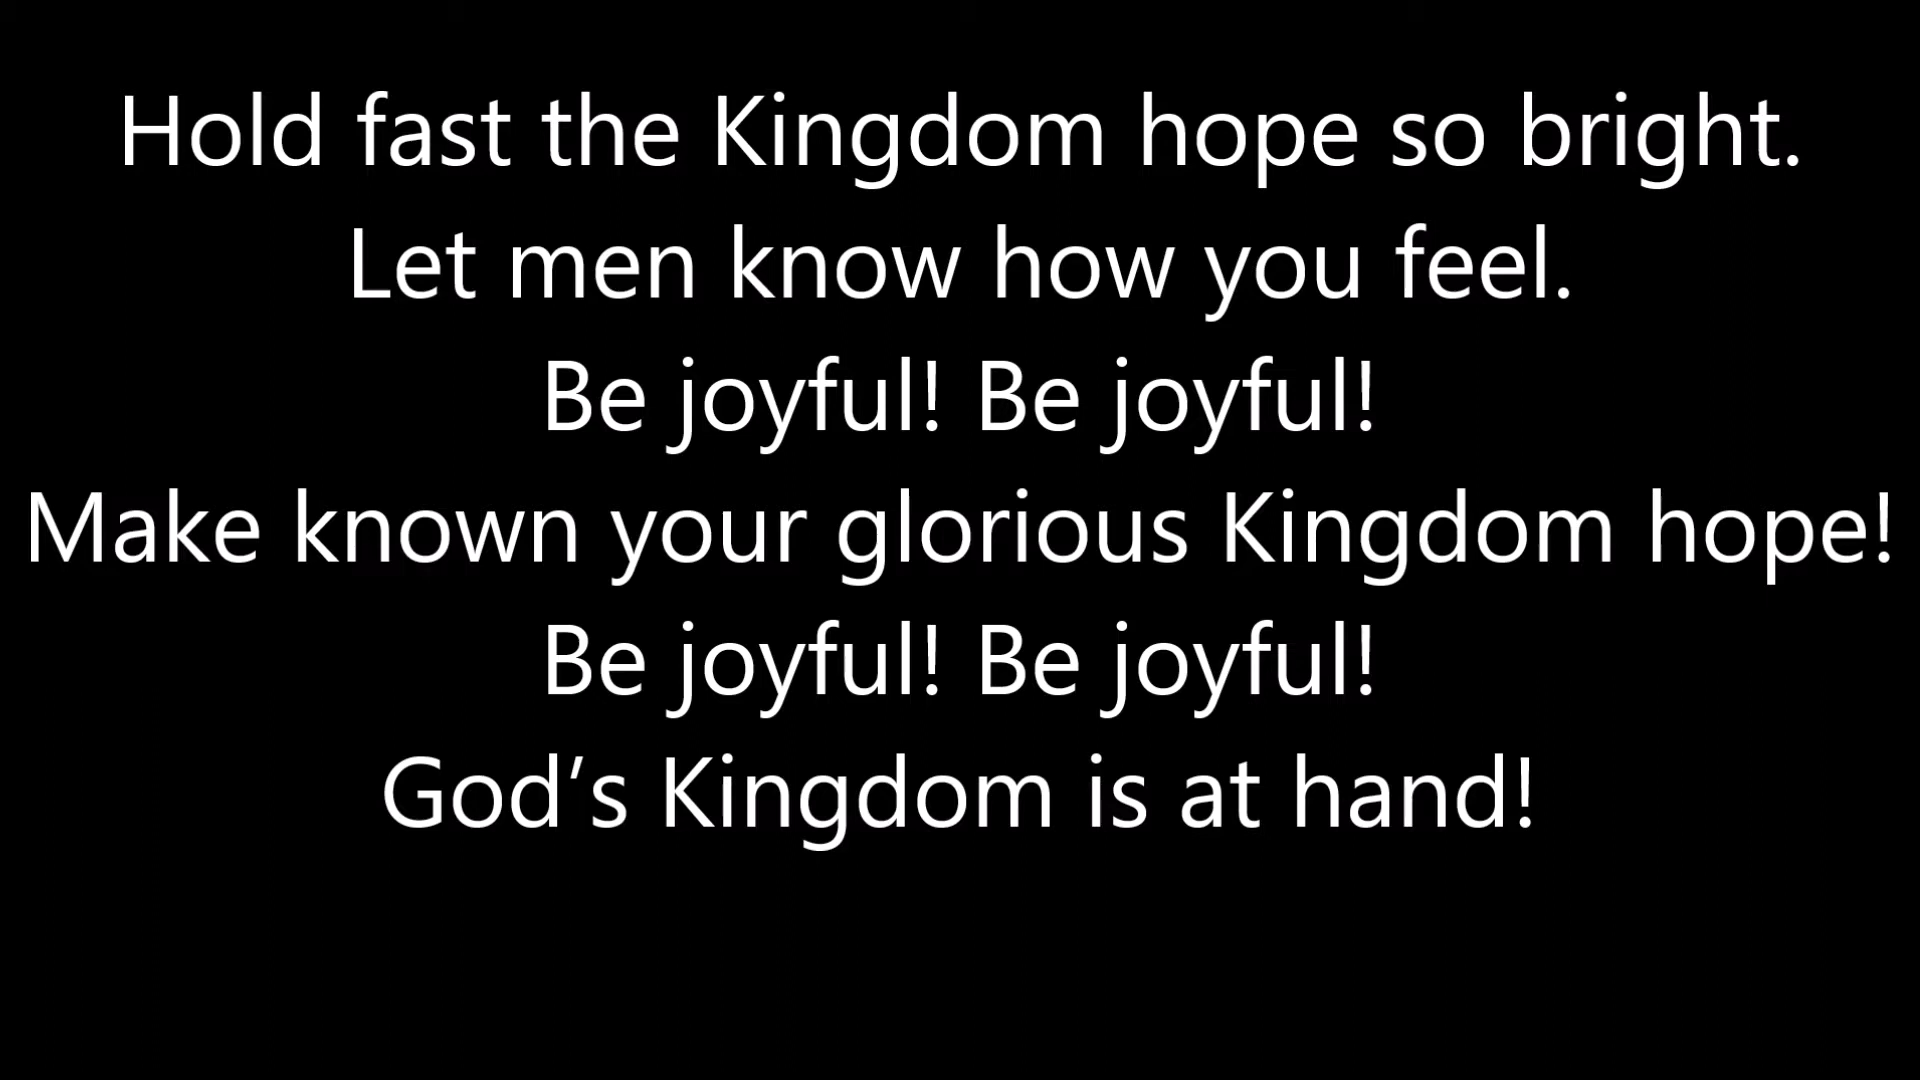 Hold fast the Kingdom hope so bright.
Let men know how you feel.
Be joyful! Be joyful!
Make known your glorious Kingdom hope!
Be joyful! Be joyful!
God’s Kingdom is at hand!